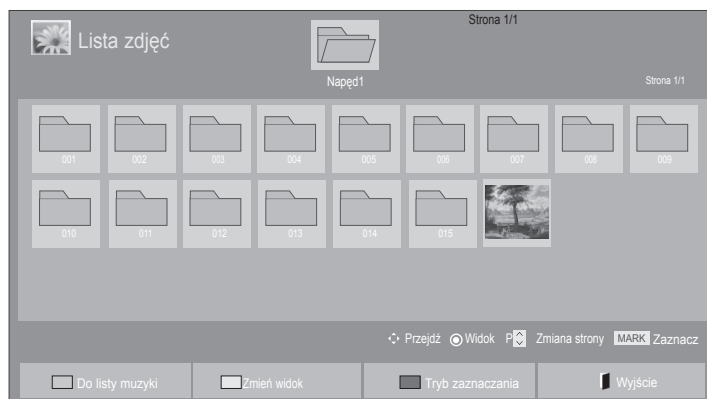 Strona 1/1
Lista zdjęć
Napęd1
Strona 1/1
001 002 003 004 005 006 007 008 009
010 011 012 013 014 015
Przejdź Widok P Zmiana strony MARK Zaznacz
Do listy muzyki Zmień widok Tryb zaznaczania Wyjście